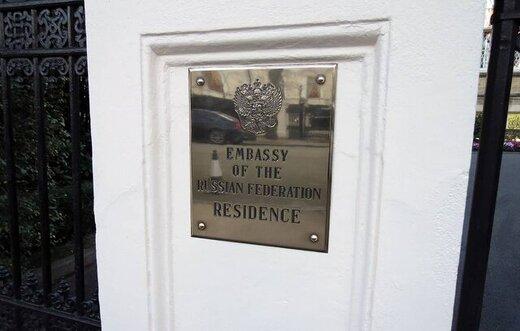 EMBASSY
OF THE
RUSSIAN FEDERATION
RESIDENCE